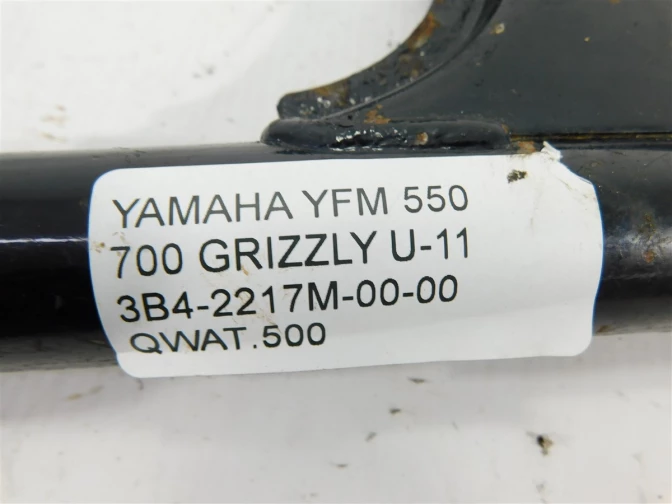 YAMAHA YFM 550
700 GRIZZLY U-11
3B4-2217M-00-00
QWAT.500